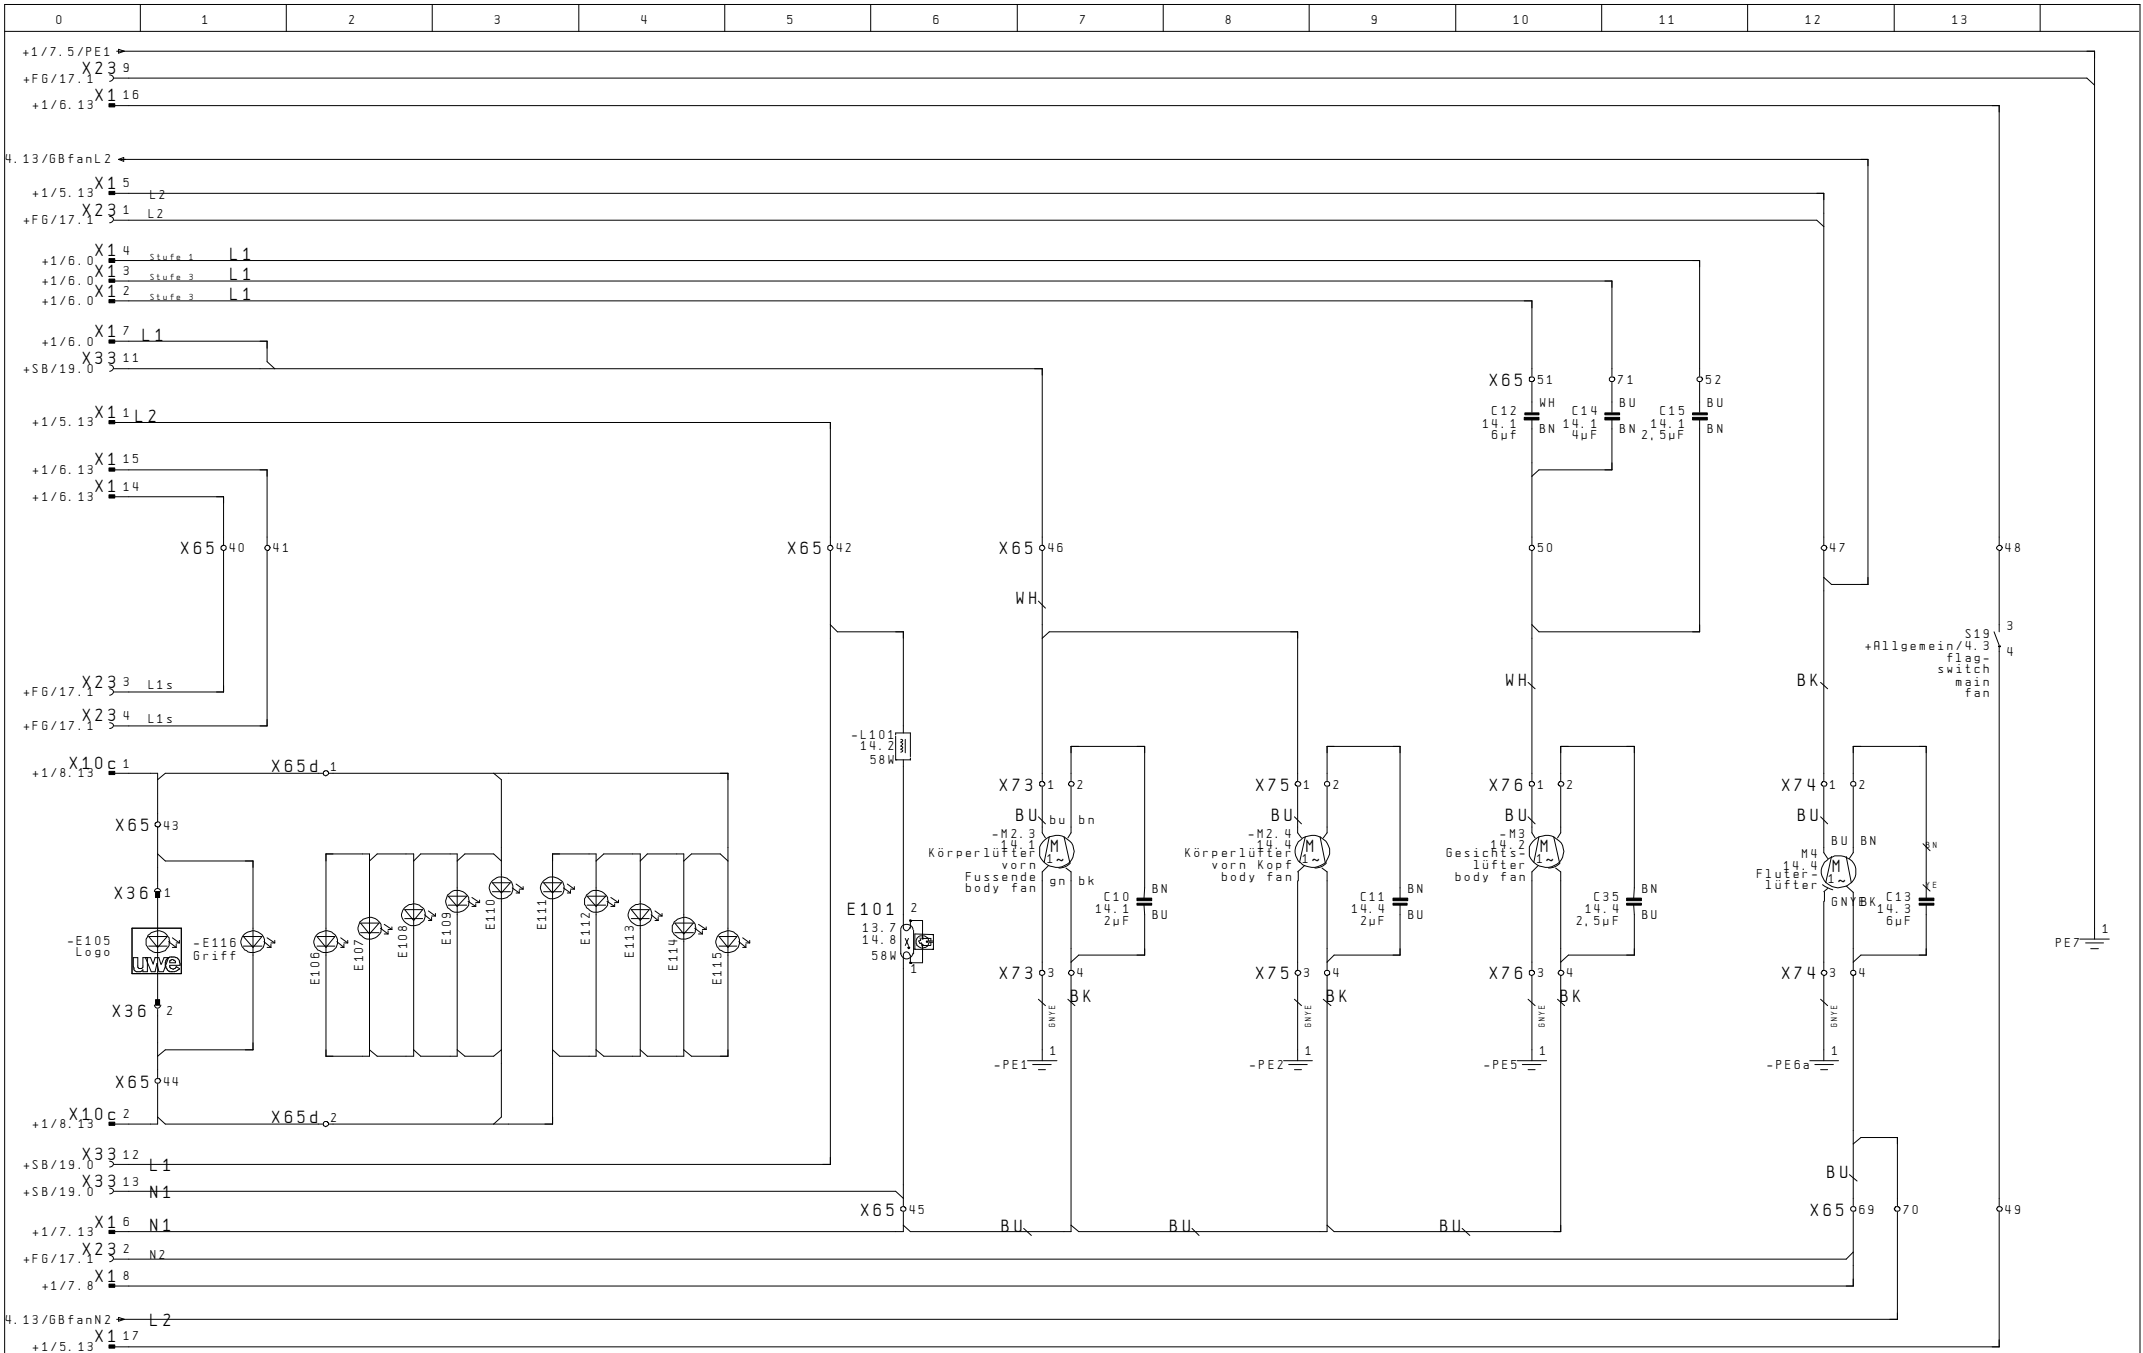 0 1 2 3 4 5 6 7 8 9 10 11 12 13
+1/7.5/PE1
X23 9
+FG/17.1
X1 16
+1/6.13
4.13/GBfanL2
X1 5
+1/5.13 L2
X23 1
+FG/17.1 L2
X1 4
+1/6.0 Stufe 1 L1
X1 3
+1/6.0 Stufe 3 L1
X1 2
+1/6.0 Stufe 3 L1
X1 7
+1/6.0 L1
X33 11
+SB/19.0
X65 51 71 52
WH BU BU
C12 C14 C15
14.1 14.1 14.1
6µf BN 4µF BN 2,5µF BN
X1 1
+1/5.13 L2
X1 15
+1/6.13
X1 14
+1/6.13
X65 40 41 X65 42 X65 46 50 47 48
WH
S19 3
+Allgemein/4.3 4
flag-
switch
main
fan
WH BK
X23 3
+FG/17.1 L1s
X23 4
+FG/17.1 L1s
-L101
14.2
58W
X10c 1
+1/8.13
X65d 1
X73 1 2 X75 1 2 X76 1 2 X74 1 2
X65 43
BU bu bn BU BU BU
BU BN BN
-M2.3
14.1
Körperlüfter
vorn
Fussende
body fan
M
1~
gn bk
-M2.4
14.4
Körperlüfter
vorn Kopf
body fan
M
1~
-M3
14.2
Gesichts-
lüfter
body fan
M
1~
M4
14.4
Fluter-
lüfter
M
1~
GNYE BK
YE
X36 1
C10 BN
14.1 BU
2µF
C11 BN
14.4 BU
2µF
C35 BN
14.4 BU
2,5µF
C13
14.3
6µF
E101 2
13.7
14.8
58W
1
-E105
Logo
uwe
-E116
Griff
E106 E107 E108 E109 E110 E111 E112 E113 E114 E115
PE7 1
X73 3 4 X75 3 4 X76 3 4 X74 3 4
BK BK BK
GNYE GNYE GNYE GNYE
X36 2
-PE1 1 -PE2 1 -PE5 1 -PE6a 1
X65 44
X10c 2
+1/8.13
X65d 2
X33 12
+SB/19.0 L1
X33 13
+SB/19.0 N1
BU
X65 45 X65 69 70 49
X1 6
+1/7.13 N1
BU BU BU
X23 2
+FG/17.1 N2
X1 8
+1/7.8
4.13/GBfanN2 L2
X1 17
+1/5.13